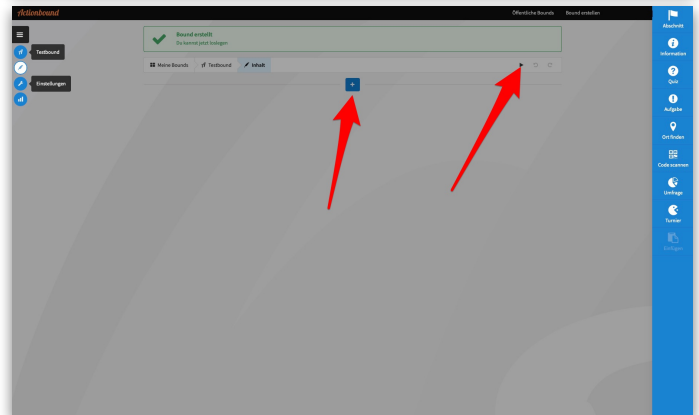 Actionbound
Öffentliche Bounds
Bound erstellen
Bound erstellt
Du kannst jetzt loslegen
Testbound
Einstellungen
Meine Bounds
Testbound
Inhalt
Abschnitt
Information
Quiz
Aufgabe
Ort finden
Code scannen
Umfrage
Turnier
Einfügen